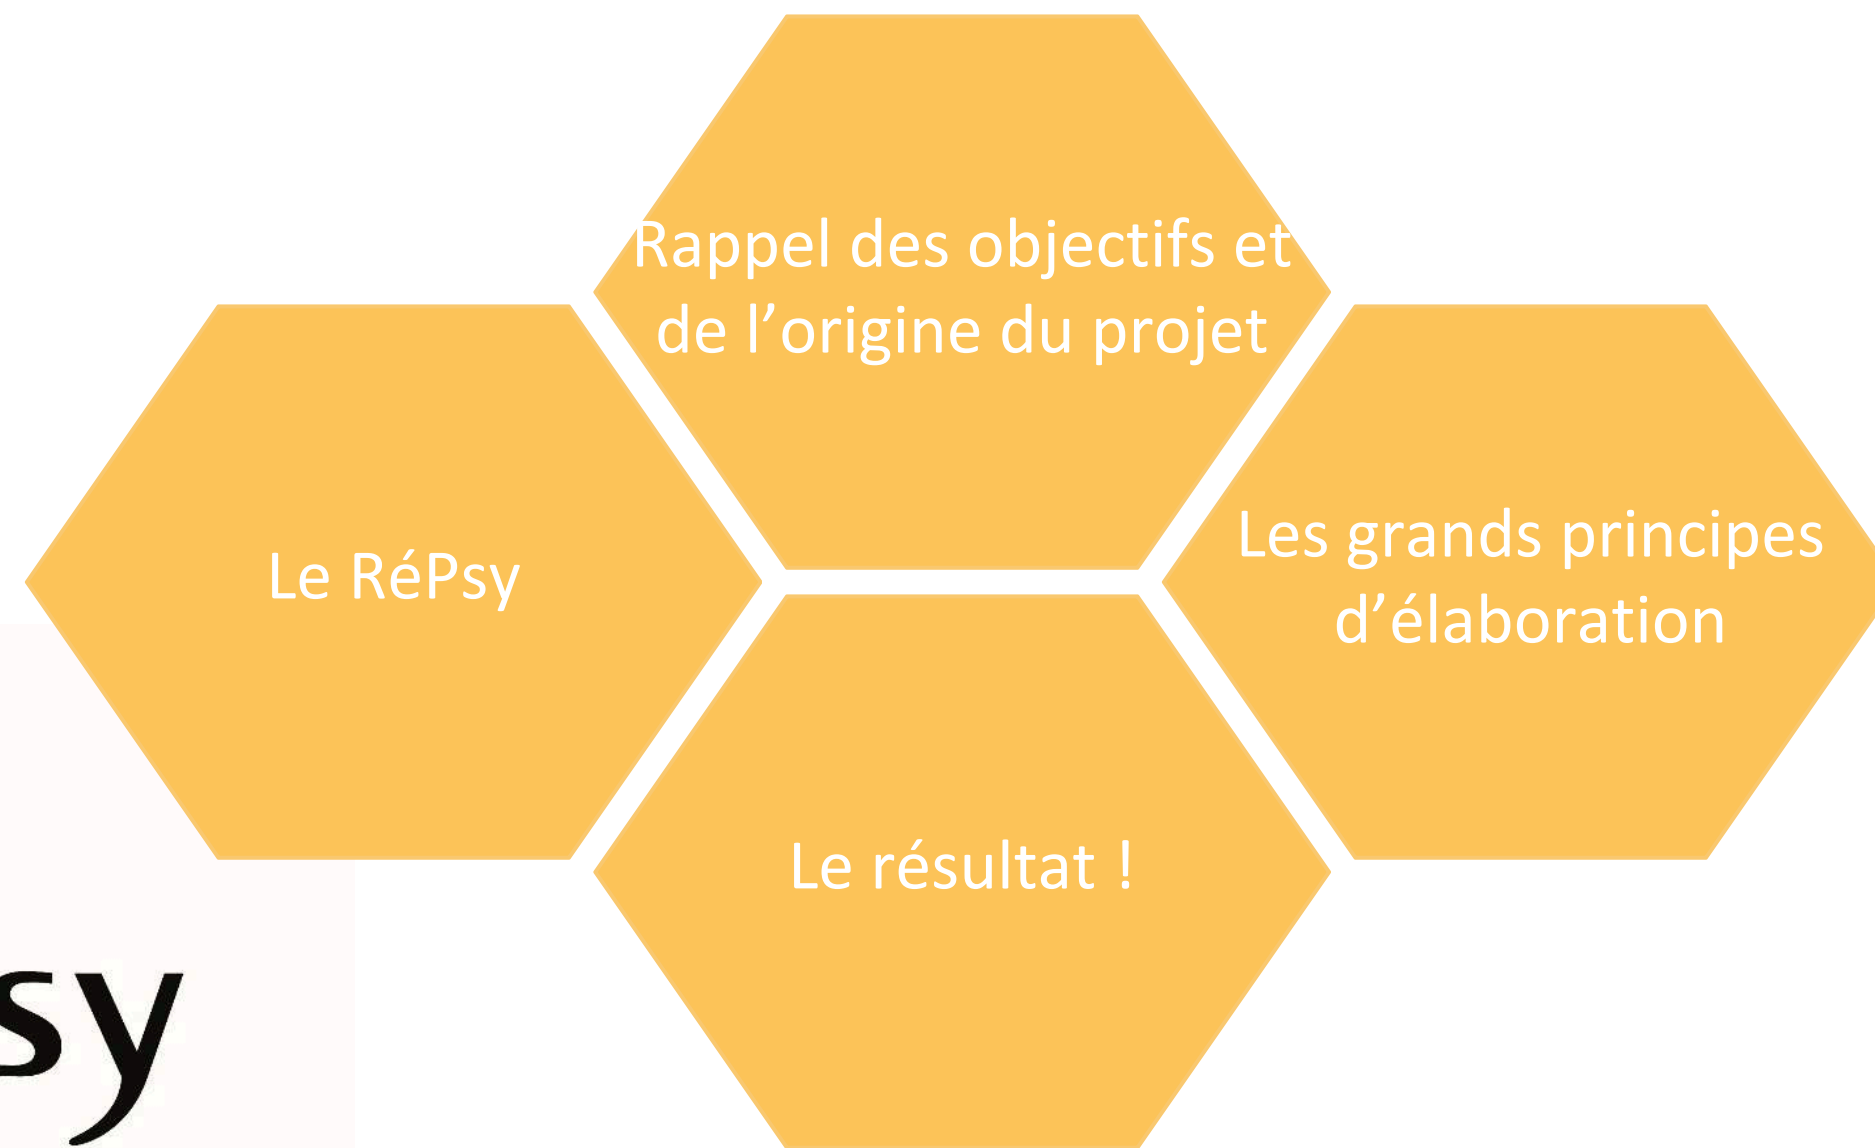 Rappel des objectifs et
de l’origine du projet
Le RéPsy
Les grands principes
d’élaboration
Le résultat !
sy